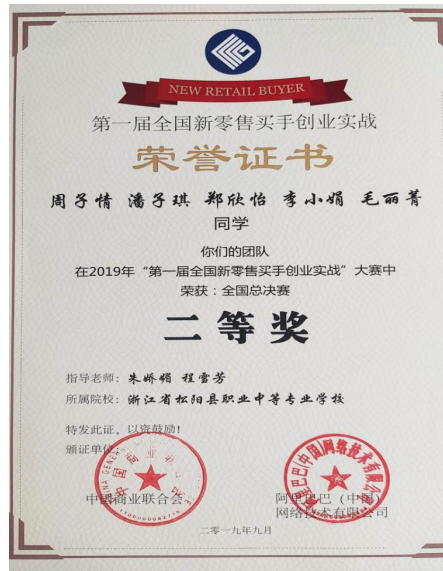 NEW RETAIL BUYER
第一届全国新零售买手创业实战
荣誉证书
周子情 潘子琪 郑欣怡 李小娟 毛丽菁
同学
你们的团队
在2019年“第一届全国新零售买手创业实战”大赛中
荣获：全国总决赛
二等奖
指导老师：朱娇媚 程雪芳
所属院校：浙江省松阳县职业中等专业学校
特发此证，以资鼓励！
颁证单位：
中國商业联合会
阿里巴巴（中国）
网络技术有限公司
二零一九年九月